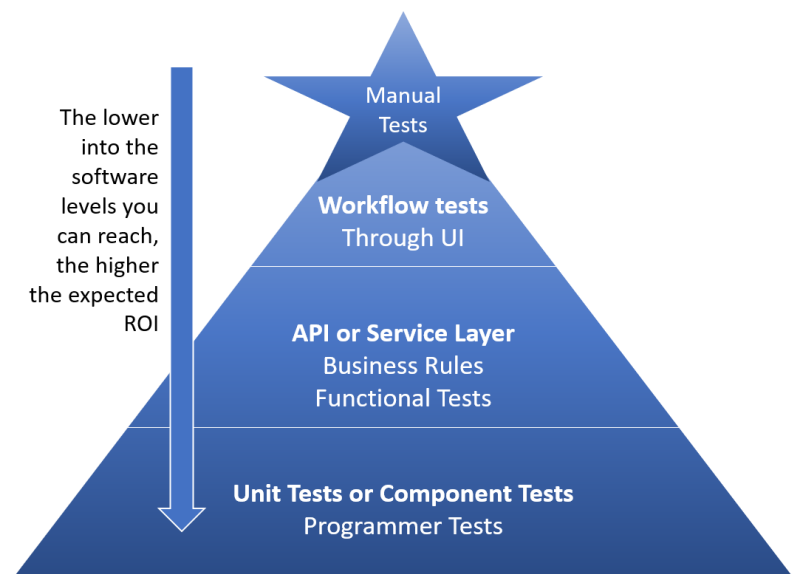 Manual
Tests
The lower
into the
software
levels you
can reach,
the higher
the expected
ROI
Workflow tests
Through UI
API or Service Layer
Business Rules
Functional Tests
Unit Tests or Component Tests
Programmer Tests